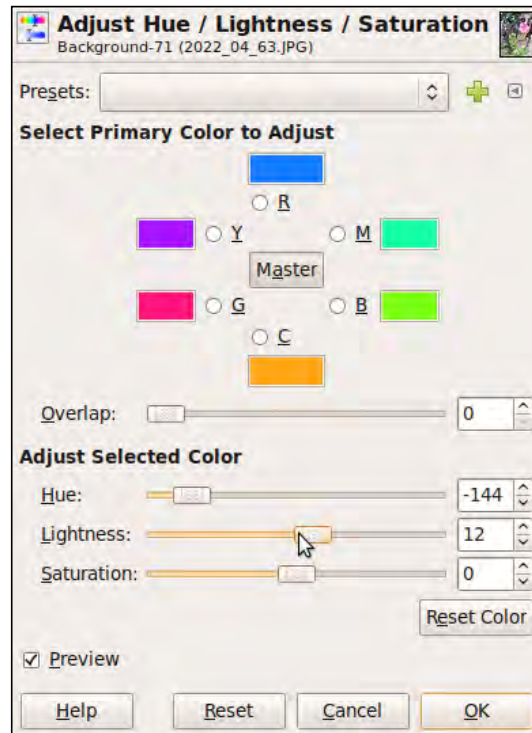 Adjust Hue / Lightness / Saturation
Background-71 (2022_04_63.JPG)
Presets:
Select Primary Color to Adjust
R
Y M
Master
G B
C
Overlap: 0
Adjust Selected Color
Hue: -144
Lightness: 12
Saturation: 0
Reset Color
Preview
Help Reset Cancel OK